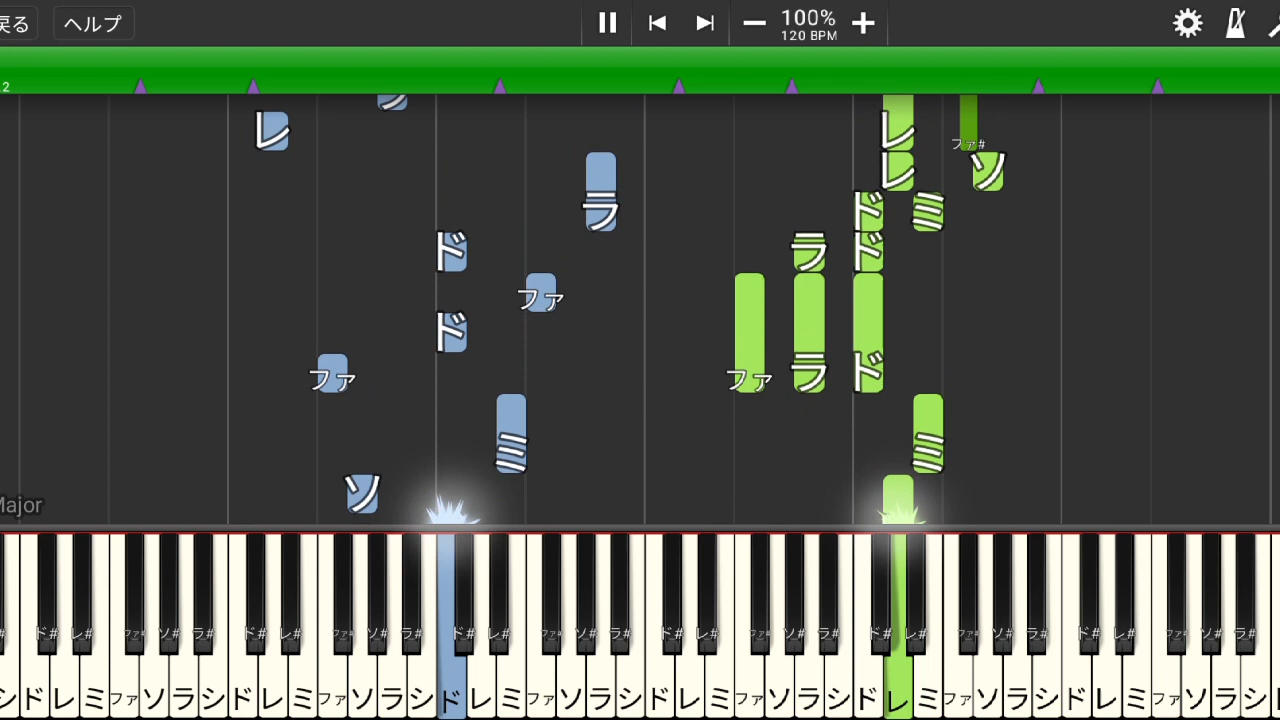 戻る ヘルプ 100%
120 BPM
2
レ レ
ファ#
レ ソ
ラ ド ミ
ド ラ ド
ファ
ド
ファ ファ ラ ド
ミ ミ
ソ
Major
ド# レ# ファ# ソ# ラ# ド# レ# ファ# ソ# ラ# ド# レ# ファ# ソ# ラ# ド# レ# ファ# ソ# ラ# ド# レ# ファ# ソ# ラ# ド# レ# ファ# ソ# ラ#
シ ド レ ミ ファ ソ ラ シ ド レ ミ ファ ソ ラ シ ド レ ミ ファ ソ ラ シ ド レ ミ ファ ソ ラ シ ド レ ミ ファ ソ ラ シ ド レ ミ ファ ソ ラ シ